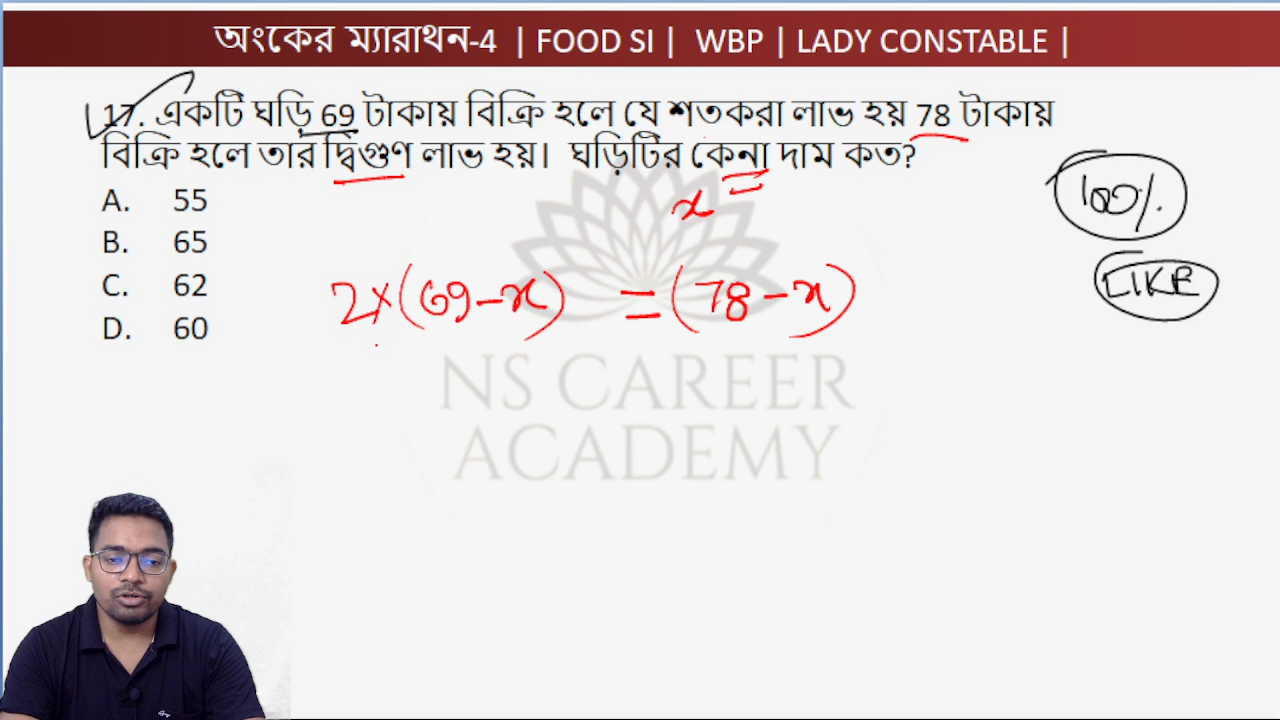 অংকের ম্যারাথন-4 | FOOD SI | WBP | LADY CONSTABLE |
17. একটি ঘড়ি 69 টাকায় বিক্রি হলে যে শতকরা লাভ হয় 78 টাকায়
বিক্রি হলে তার দ্বিগুণ লাভ হয়। ঘড়িটির কেনা দাম কত?
x
100%
A. 55
B. 65
C. 62
D. 60
LIKE
2×(69-x) = (78-x)
NS CAREER
ACADEMY